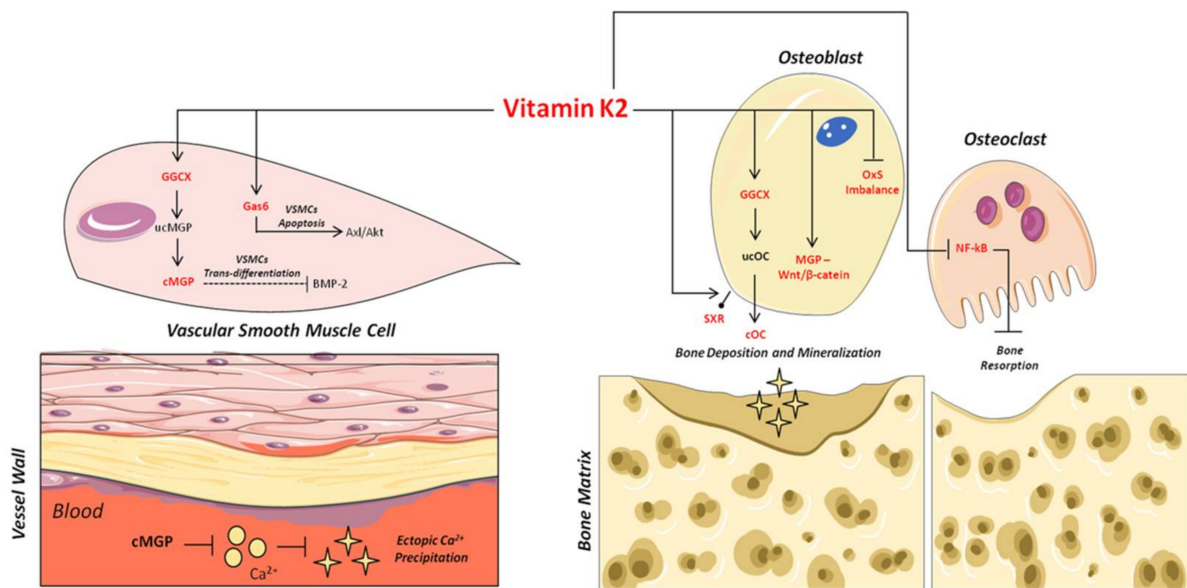 Vitamin K2
Osteoblast
Osteoclast
GGCX
ucMGP
cMGP
Gas6
VSMCs
Apoptosis
Axl/Akt
VSMCs
Trans-differentiation
BMP-2
Vascular Smooth Muscle Cell
GGCX
ucOC
cOC
SXR
MGP –
Wnt/β-catein
OxS
Imbalance
NF-kB
Bone
Resorption
Bone Deposition and Mineralization
Vessel Wall
Blood
cMGP
Ca²⁺
Ectopic Ca²⁺
Precipitation
Bone Matrix